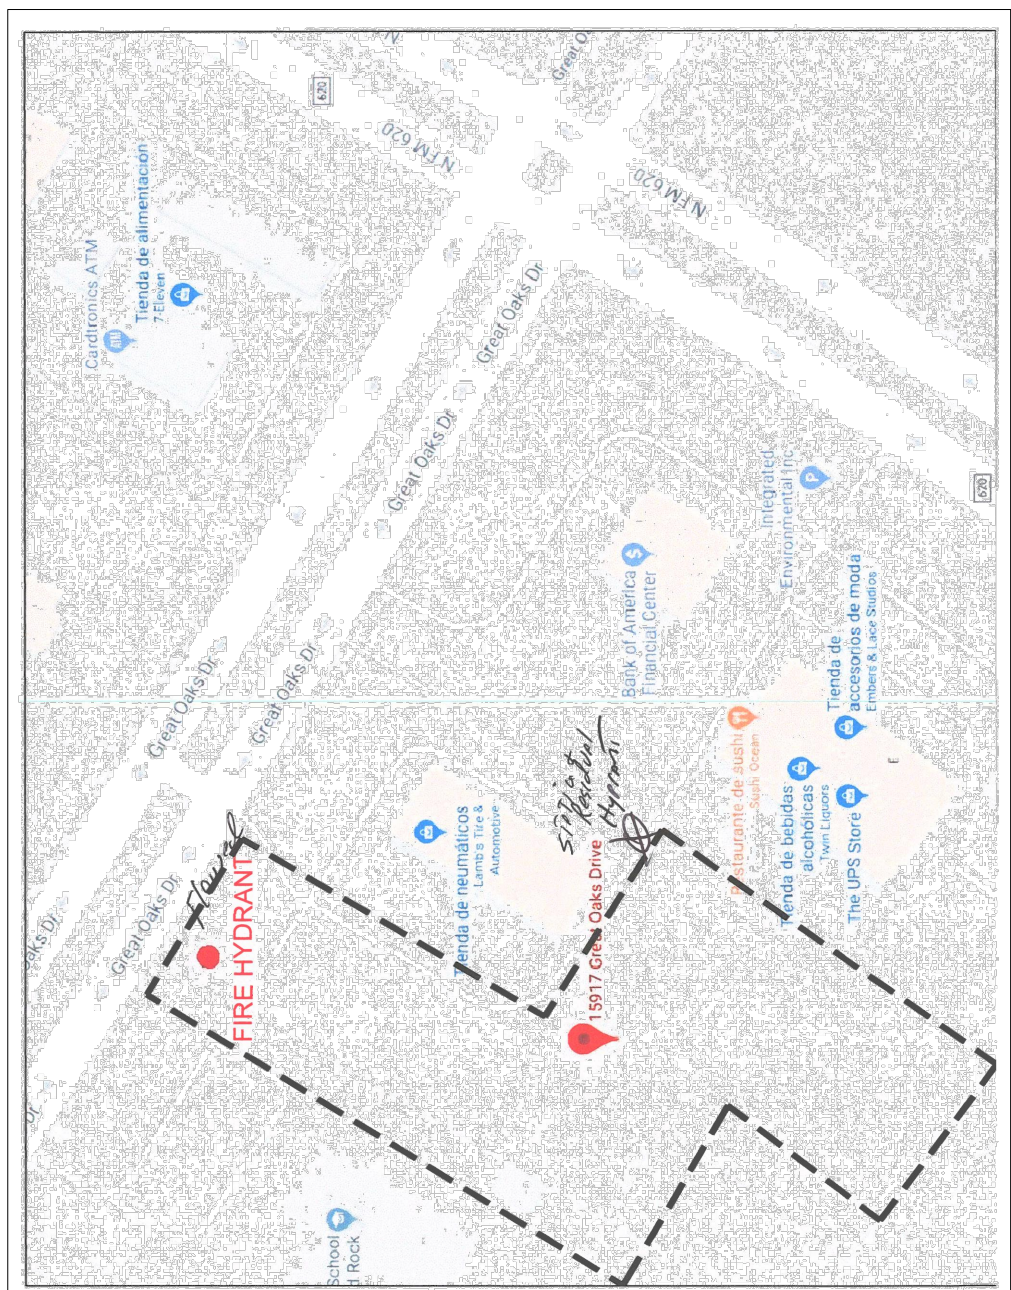 620
N FM 620
N FM 620
620
Great Oaks Dr
Great Oaks Dr
Great Oaks Dr
Great Oaks Dr
Great Oaks Dr
Cardtronics ATM
Tienda de alimentación
7-Eleven
Integrated
Environmental Inc
Bank of America
Financial Center
Tienda de
accesorios de moda
Embers & Lace Studios
Restaurante de sushi
Sushi Ocean
Tienda de bebidas
alcohólicas
Twin Liquors
The UPS Store
Tienda de neumáticos
Lamb's Tire &
Automotive
Static &
Residual
Hydrant
15917 Great Oaks Drive
Flowed
FIRE HYDRANT
School
d Rock